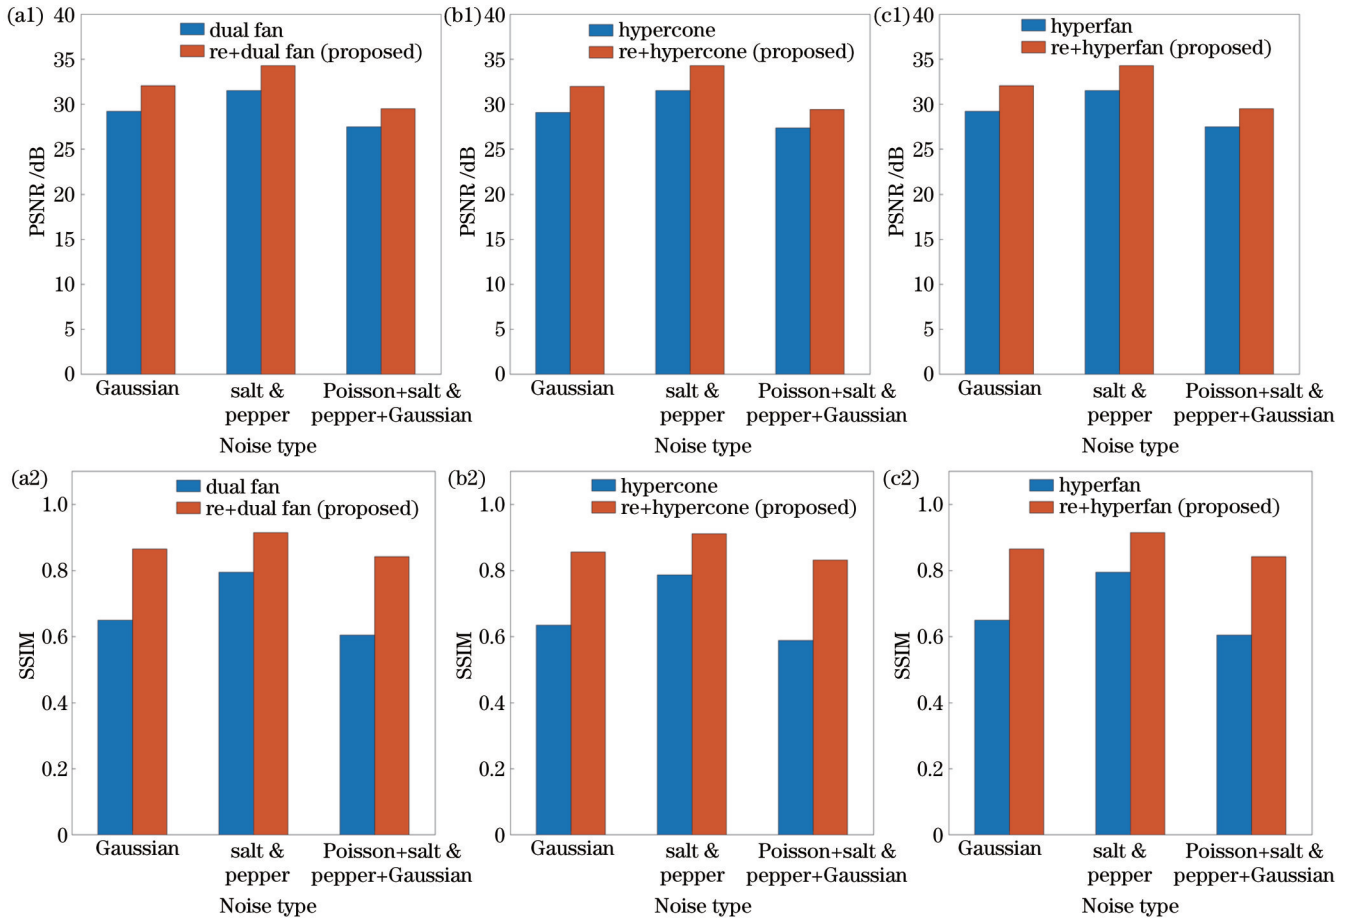 (a1)
dual fan
re+dual fan (proposed)
40
35
30
25
20
15
10
5
0
PSNR /dB
Gaussian
salt &
pepper
Poisson+salt &
pepper+Gaussian
Noise type
(b1)
hypercone
re+hypercone (proposed)
40
35
30
25
20
15
10
5
0
PSNR /dB
Gaussian
salt &
pepper
Poisson+salt &
pepper+Gaussian
Noise type
(c1)
hyperfan
re+hyperfan (proposed)
40
35
30
25
20
15
10
5
0
PSNR /dB
Gaussian
salt &
pepper
Poisson+salt &
pepper+Gaussian
Noise type
(a2)
dual fan
re+dual fan (proposed)
1.0
0.8
0.6
0.4
0.2
0
SSIM
Gaussian
salt &
pepper
Poisson+salt &
pepper+Gaussian
Noise type
(b2)
hypercone
re+hypercone (proposed)
1.0
0.8
0.6
0.4
0.2
0
SSIM
Gaussian
salt &
pepper
Poisson+salt &
pepper+Gaussian
Noise type
(c2)
hyperfan
re+hyperfan (proposed)
1.0
0.8
0.6
0.4
0.2
0
SSIM
Gaussian
salt &
pepper
Poisson+salt &
pepper+Gaussian
Noise type